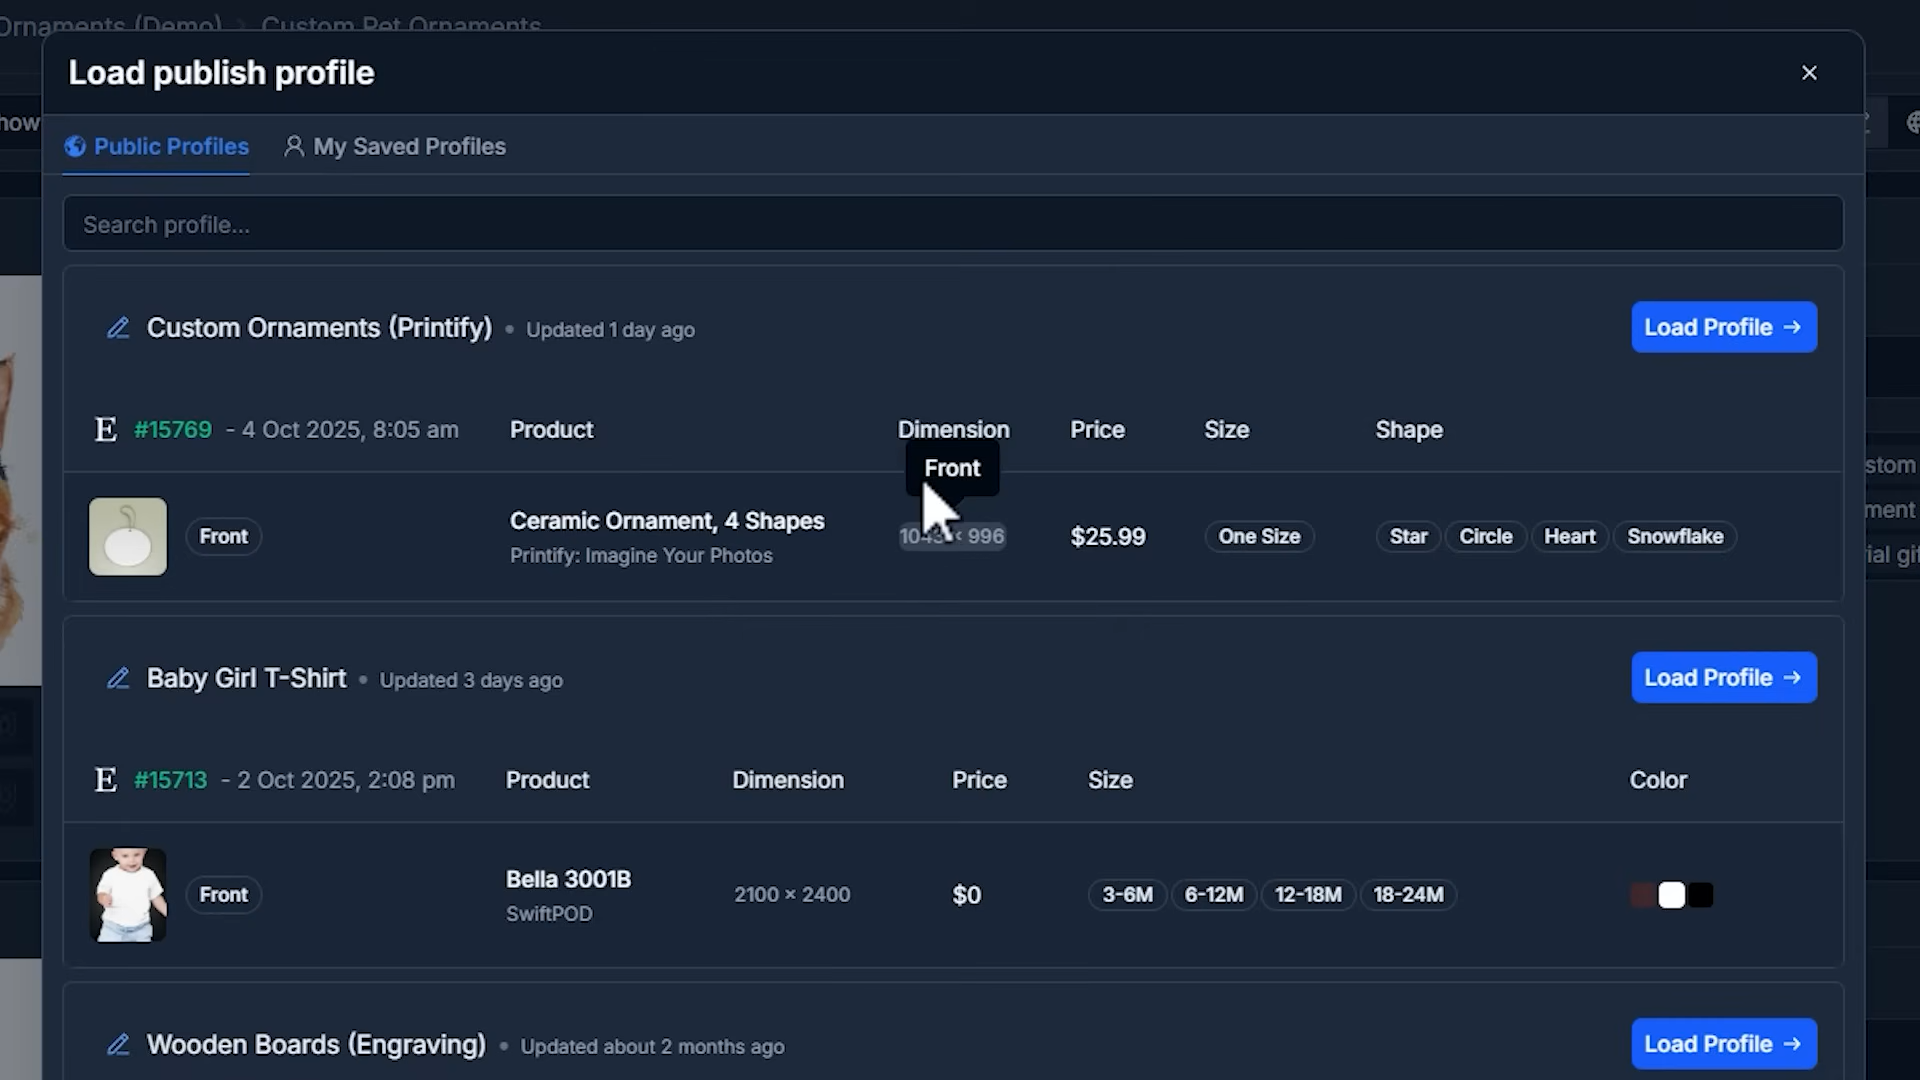 Ornaments (Demo) > Custom Pet Ornaments
Load publish profile
how
Public Profiles My Saved Profiles
Search profile...
Custom Ornaments (Printify) • Updated 1 day ago Load Profile →
E #15769 - 4 Oct 2025, 8:05 am Product Dimension Price Size Shape
Front
Front Ceramic Ornament, 4 Shapes $25.99 One Size Star Circle Heart Snowflake
Printify: Imagine Your Photos
Baby Girl T-Shirt • Updated 3 days ago Load Profile →
E #15713 - 2 Oct 2025, 2:08 pm Product Dimension Price Size Color
Front Bella 3001B 2100 × 2400 $0 3-6M 6-12M 12-18M 18-24M
SwiftPOD
Wooden Boards (Engraving) • Updated about 2 months ago Load Profile →
stom
ment
ial gif